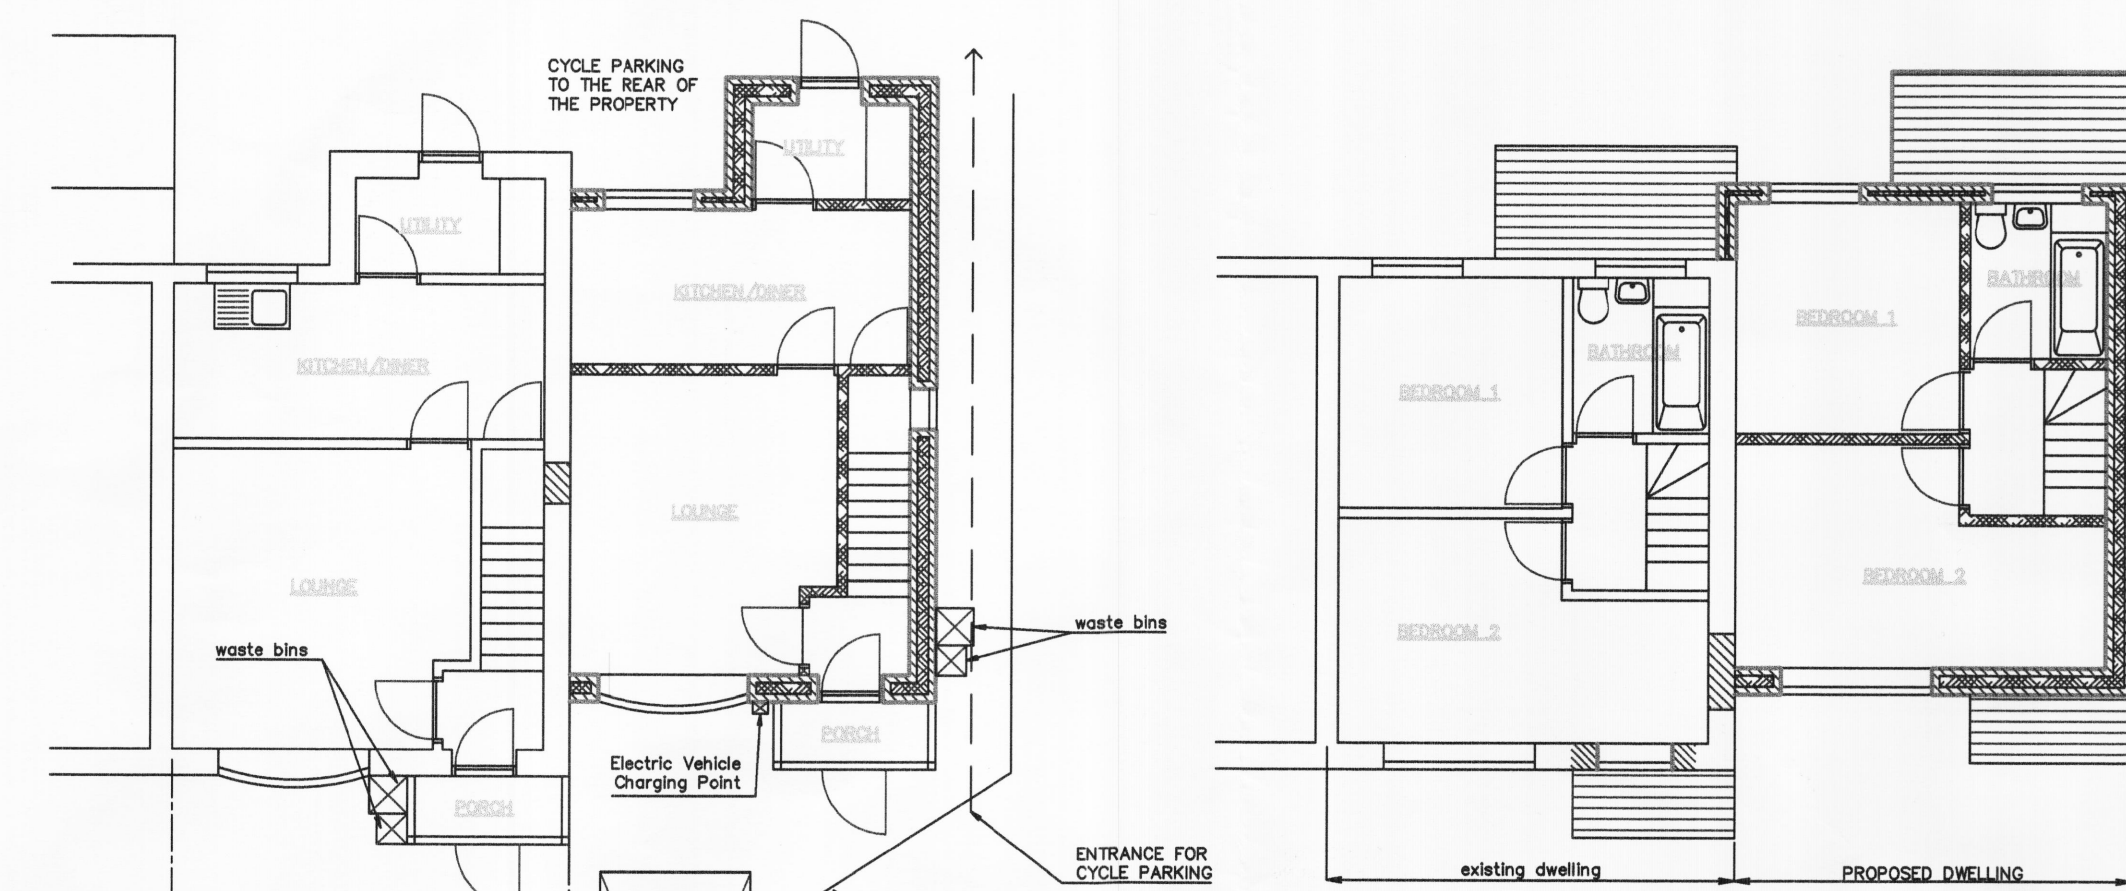 CYCLE PARKING
TO THE REAR OF
THE PROPERTY
UTILITY
UTILITY
KITCHEN/DINER
KITCHEN/DINER
LOUNGE
LOUNGE
waste bins
waste bins
PORCH
Electric Vehicle
Charging Point
PORCH
ENTRANCE FOR
CYCLE PARKING
BATHROOM
BEDROOM 1
BATHROOM
BEDROOM 1
BEDROOM 2
BEDROOM 2
existing dwelling
PROPOSED DWELLING